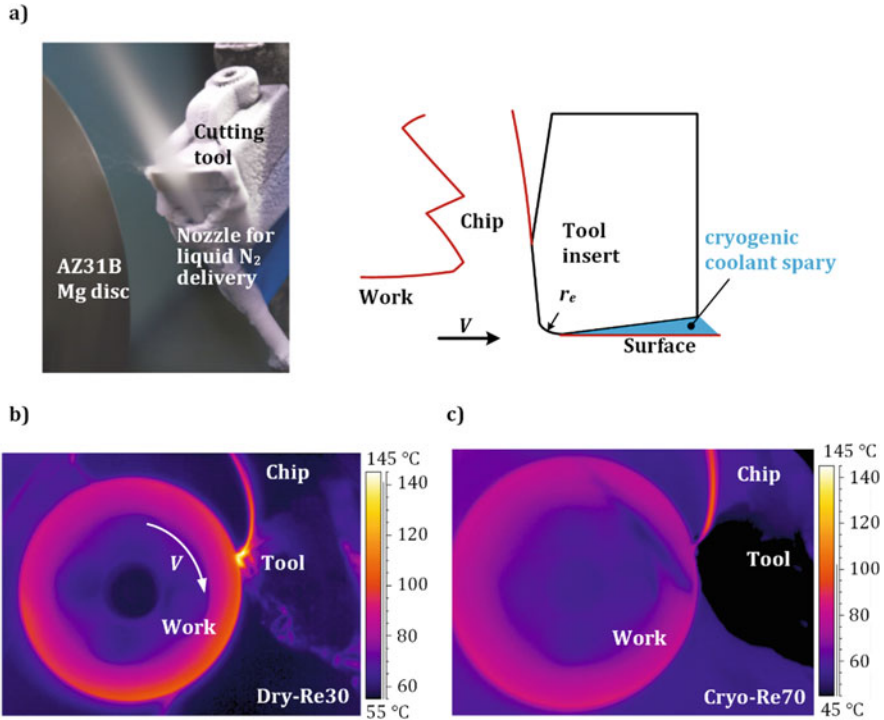 a)
Cutting
tool
Nozzle for
liquid N₂
delivery
AZ31B
Mg disc
Chip
Work
V
Tool
insert
rₑ
cryogenic
coolant spary
Surface
b)
Chip
V
Tool
Work
Dry-Re30
145 °C
140
120
100
80
60
55 °C
c)
Chip
Tool
Work
Cryo-Re70
145 °C
140
120
100
80
60
45 °C